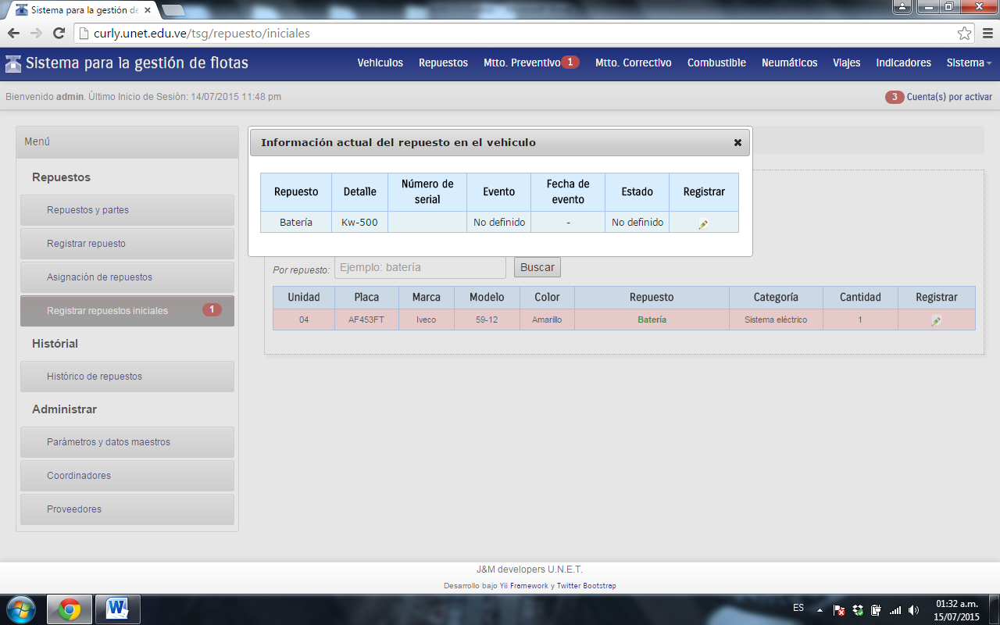 Sistema para la gestión de
curly.unet.edu.ve/tsg/repuesto/iniciales
Sistema para la gestión de flotas
Vehiculos Repuestos Mtto. Preventivo 1 Mtto. Correctivo Combustible Neumáticos Viajes Indicadores Sistema
Bienvenido admin. Último Inicio de Sesión: 14/07/2015 11:48 pm
3 Cuenta(s) por activar
Menú
Repuestos
Repuestos y partes
Registrar repuesto
Asignación de repuestos
Registrar repuestos iniciales 1
Histórial
Histórico de repuestos
Administrar
Parámetros y datos maestros
Coordinadores
Proveedores
Información actual del repuesto en el vehiculo
Repuesto Detalle Número de serial Evento Fecha de evento Estado Registrar
Batería Kw-500 No definido - No definido
Por repuesto: Ejemplo: batería Buscar
Unidad Placa Marca Modelo Color Repuesto Categoría Cantidad Registrar
04 AF453FT Iveco 59-12 Amarillo Batería Sistema eléctrico 1
J&M developers U.N.E.T.
Desarrollo bajo Yii Framework y Twitter Bootstrap
ES
01:32 a.m.
15/07/2015